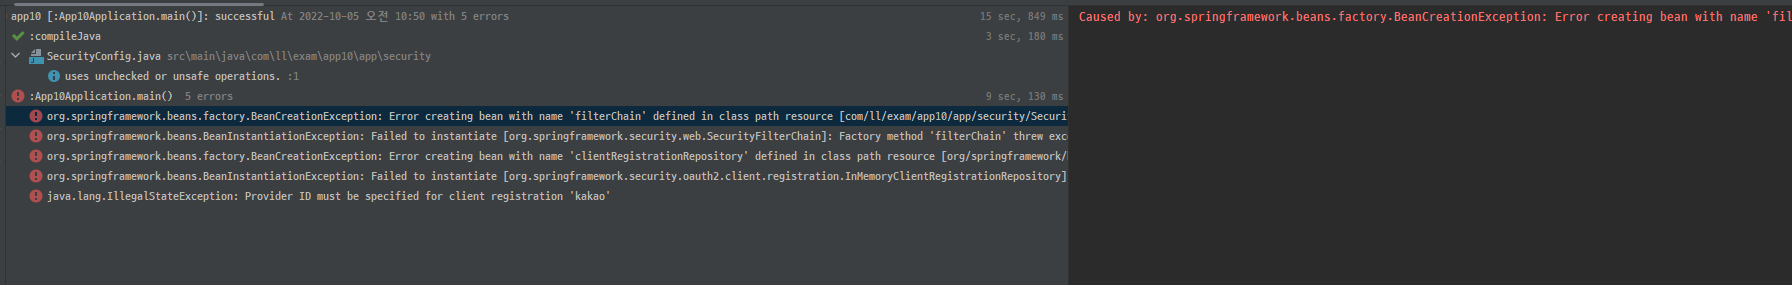 app10 [:App10Application.main()]: successful At 2022-10-05 오전 10:50 with 5 errors 15 sec, 849 ms
:compileJava 3 sec, 180 ms
SecurityConfig.java src\main\java\com\ll\exam\app10\app\security
uses unchecked or unsafe operations. :1
:App10Application.main() 5 errors 9 sec, 130 ms
org.springframework.beans.factory.BeanCreationException: Error creating bean with name 'filterChain' defined in class path resource [com/ll/exam/app10/app/security/Securi
org.springframework.beans.BeanInstantiationException: Failed to instantiate [org.springframework.security.web.SecurityFilterChain]: Factory method 'filterChain' threw exc
org.springframework.beans.factory.BeanCreationException: Error creating bean with name 'clientRegistrationRepository' defined in class path resource [org/springframework/
org.springframework.beans.BeanInstantiationException: Failed to instantiate [org.springframework.security.oauth2.client.registration.InMemoryClientRegistrationRepository]
java.lang.IllegalStateException: Provider ID must be specified for client registration 'kakao'
Caused by: org.springframework.beans.factory.BeanCreationException: Error creating bean with name 'fil